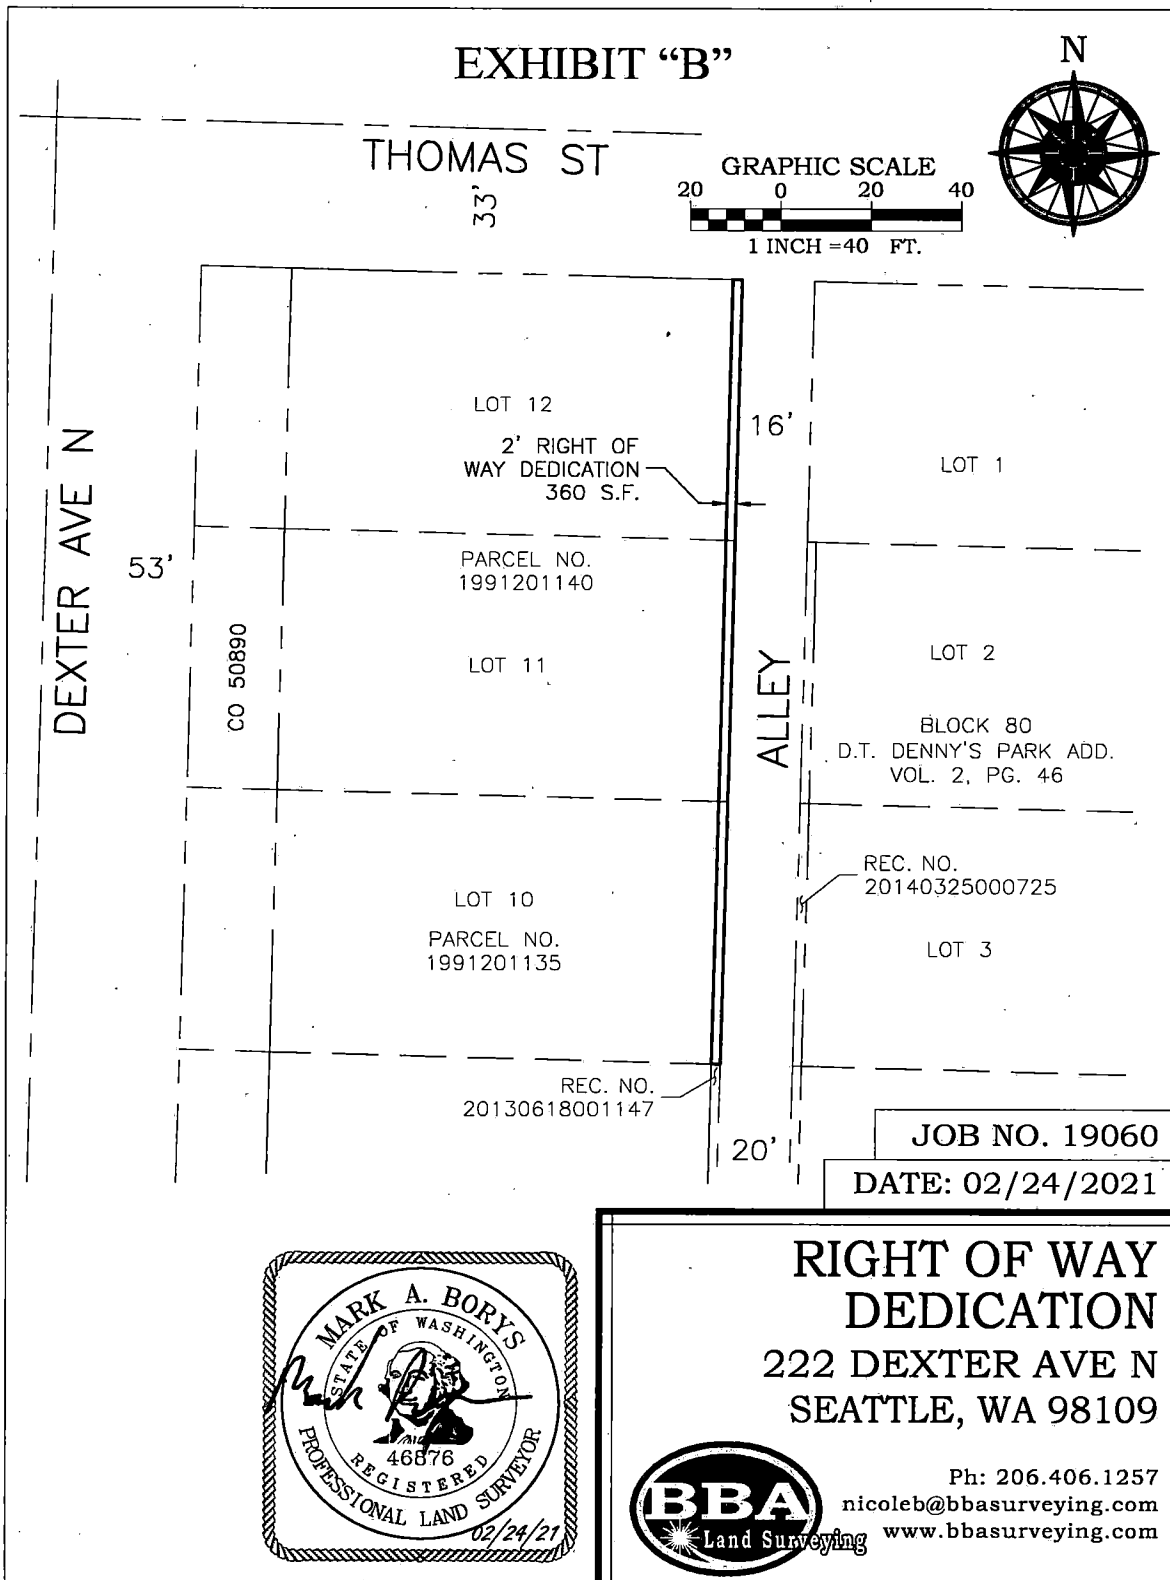 EXHIBIT “B”
N
THOMAS ST
33'
GRAPHIC SCALE
20 0 20 40
1 INCH =40 FT.
DEXTER AVE N
53'
CO 50890
LOT 12
2' RIGHT OF
WAY DEDICATION
360 S.F.
16'
LOT 1
PARCEL NO.
1991201140
LOT 11
ALLEY
LOT 2
BLOCK 80
D.T. DENNY'S PARK ADD.
VOL. 2, PG. 46
LOT 10
PARCEL NO.
1991201135
REC. NO.
20140325000725
LOT 3
REC. NO.
20130618001147
20'
JOB NO. 19060
DATE: 02/24/2021
MARK A. BORYS
STATE OF WASHINGTON
46876
REGISTERED
PROFESSIONAL LAND SURVEYOR
02/24/21
RIGHT OF WAY
DEDICATION
222 DEXTER AVE N
SEATTLE, WA 98109
BBA
Land Surveying
Ph: 206.406.1257
nicoleb@bbasurveying.com
www.bbasurveying.com